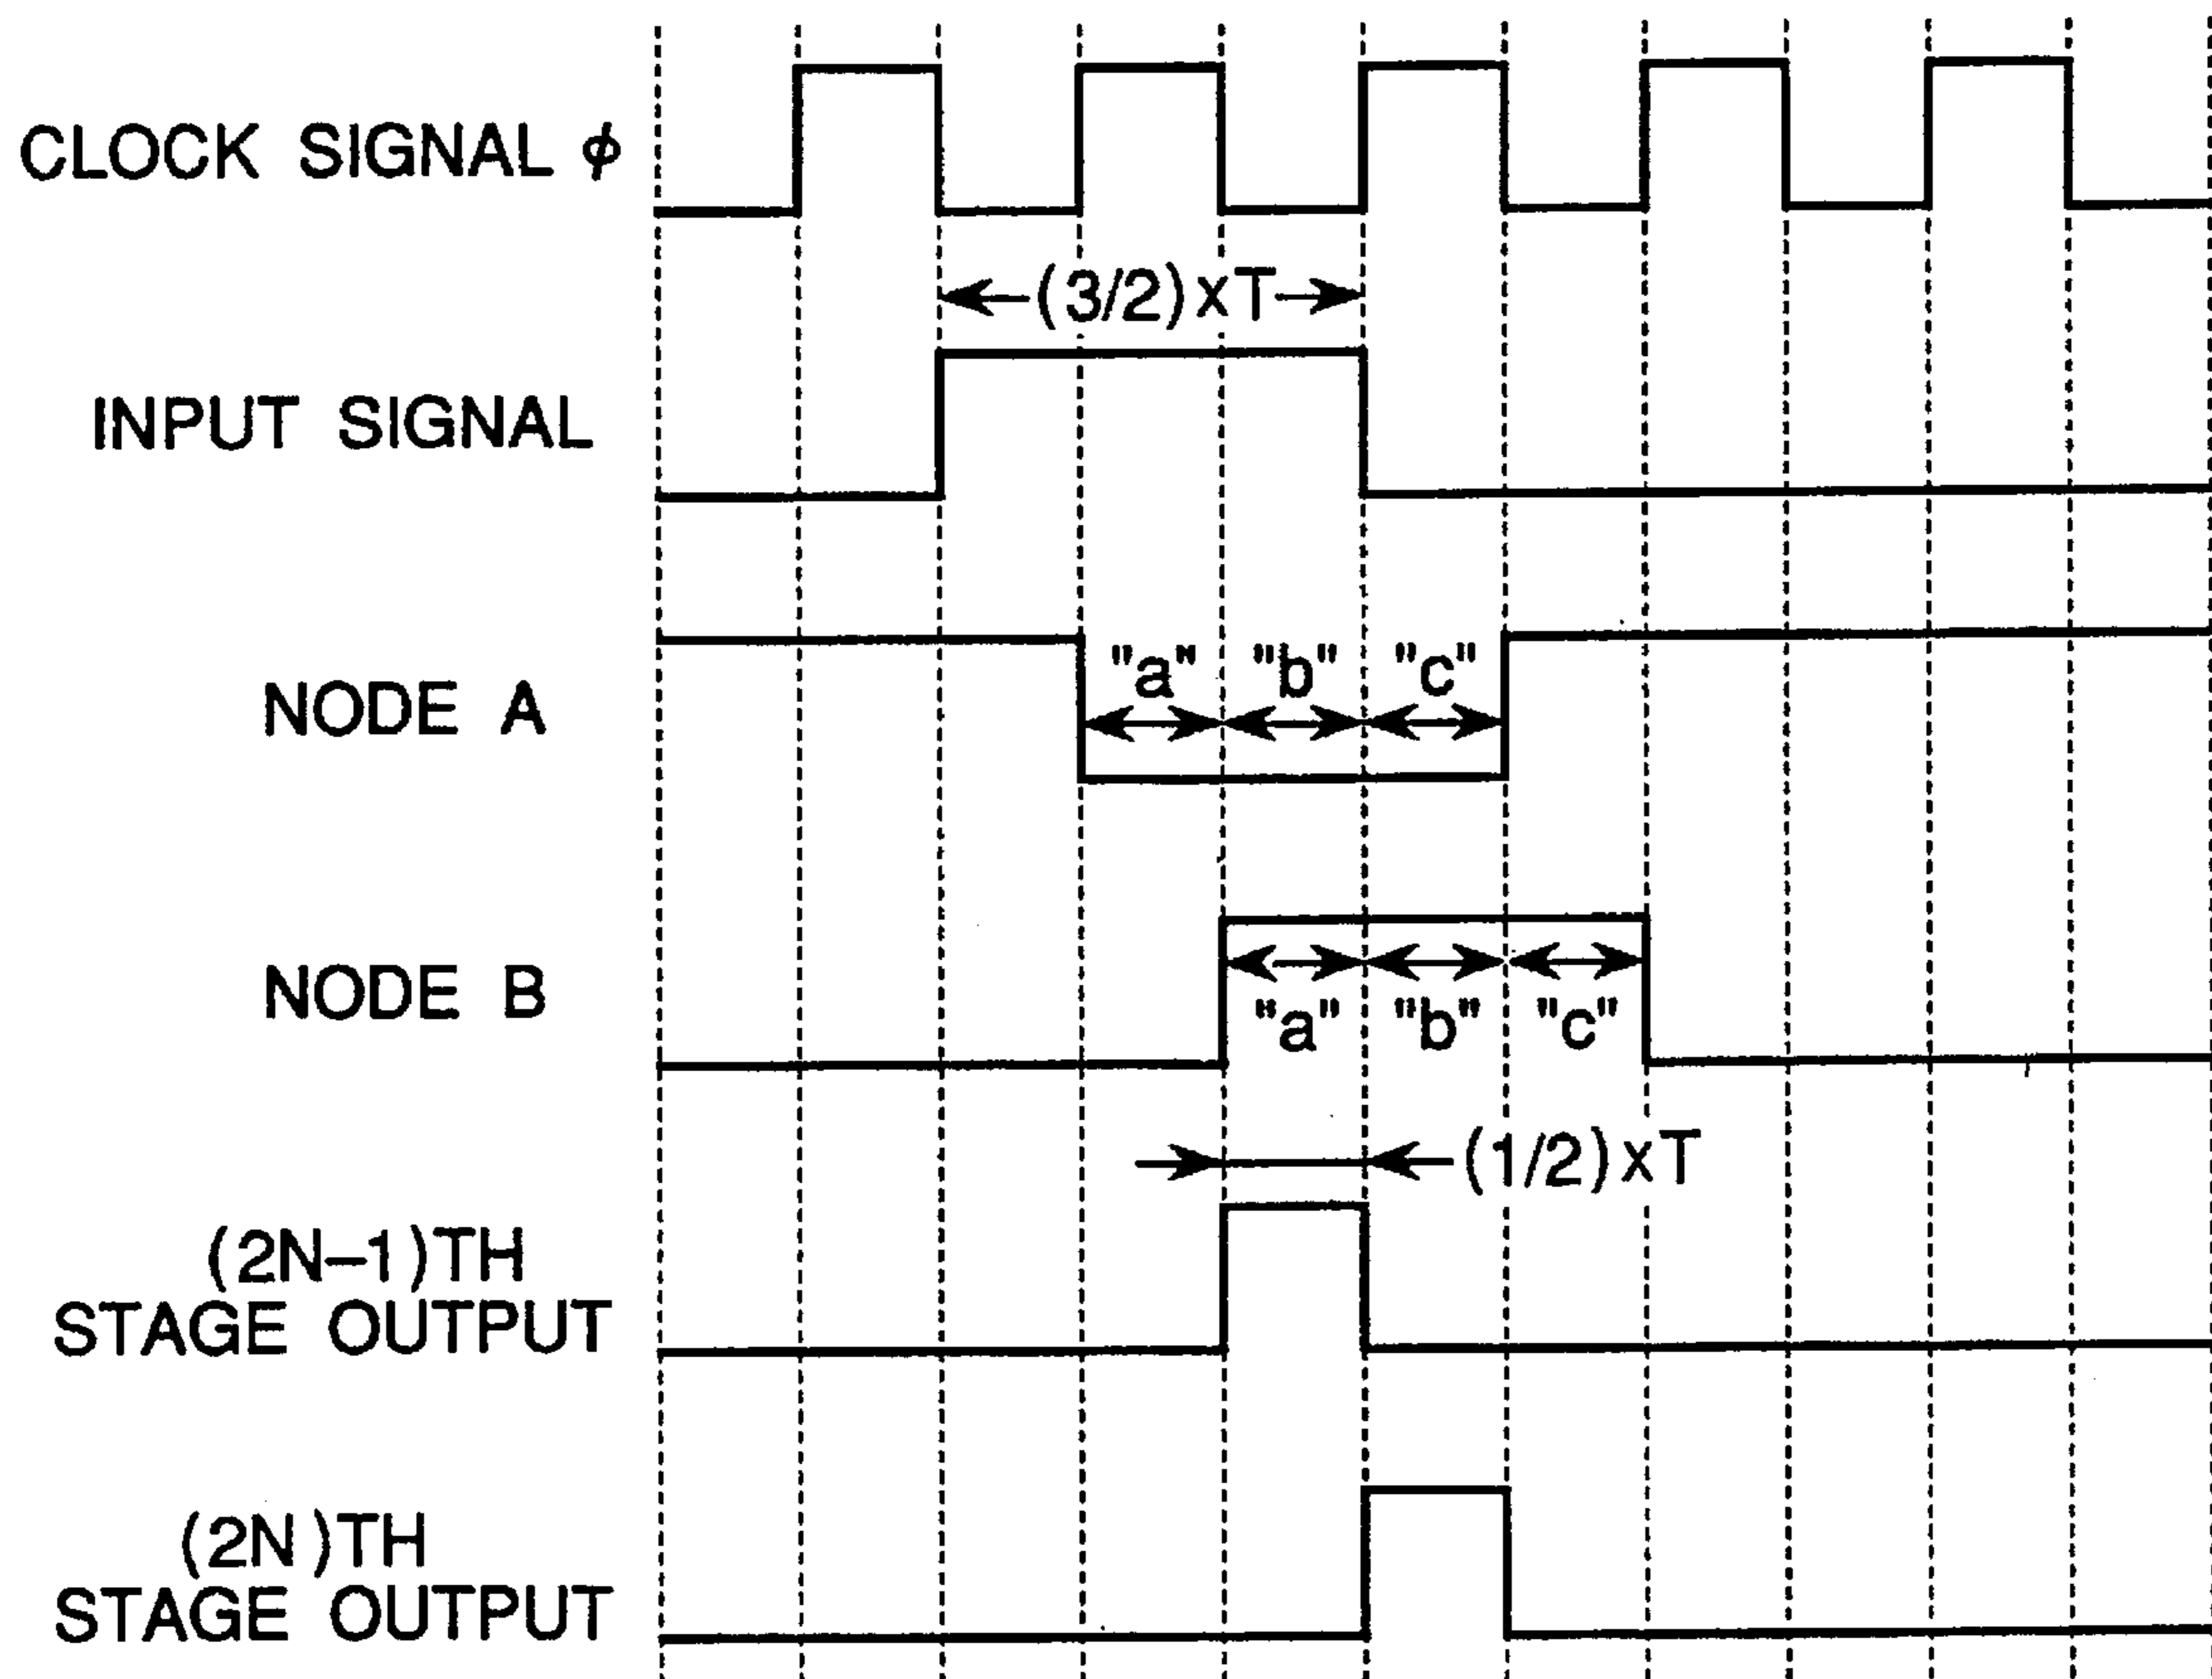 CLOCK SIGNAL ϕ
(3/2)xT
INPUT SIGNAL
"a" "b" "c"
NODE A
NODE B
"a" "b" "c"
(1/2)xT
(2N–1)TH
STAGE OUTPUT
(2N)TH
STAGE OUTPUT